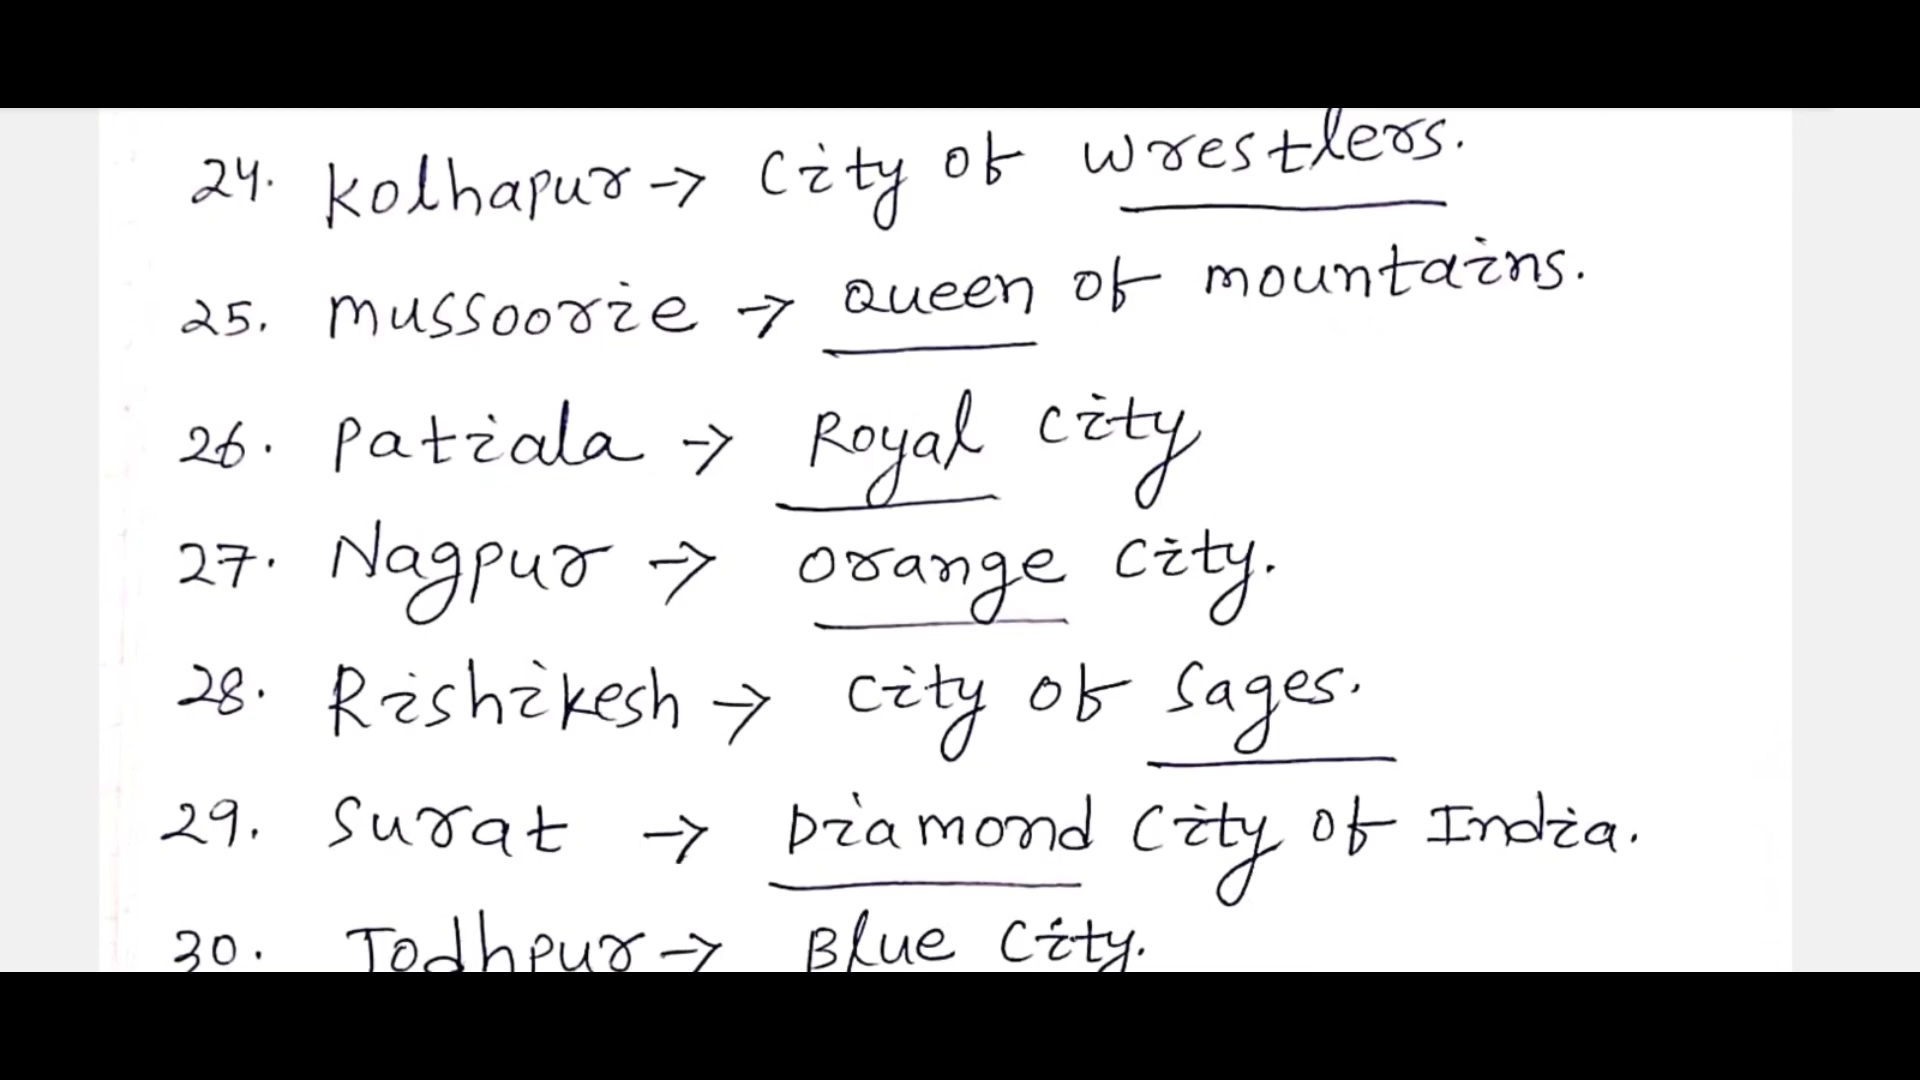 24. Kolhapur → City of Wrestlers.
25. Mussoorie → Queen of mountains.
26. Patiala → Royal City
27. Nagpur → Orange City.
28. Rishikesh → City of Sages.
29. Surat → Diamond City of India.
30. Jodhpur → Blue City.